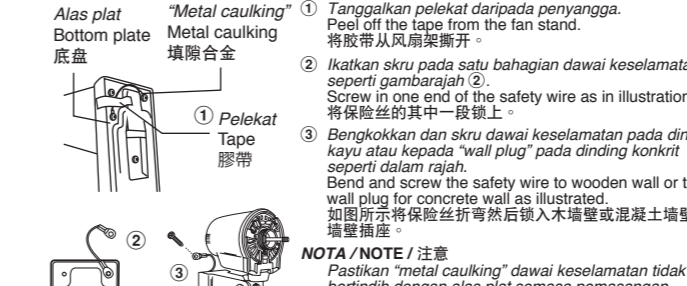 Alas plat
Bottom plate
底盘
“Metal caulking”
Metal caulking
填隙合金
① Pelekat
Tape
膠帶
②
③
① Tanggalkan pelekat daripada penyangga.
Peel off the tape from the fan stand.
将胶带从风扇架撕开。
② Ikatkan skru pada satu bahagian dawai
seperti gambarajah ②.
Screw in one end of the safety wire as in
将保险丝的其中一段锁上。
③ Bengkokkan dan skru dawai keselamatan pada
kayu atau kepada “wall plug” pada dinding konkrit
seperti dalam rajah.
Bend and screw the safety wire to wooden wall or
wall plug for concrete wall as illustrated.
如图所示将保险丝折弯然后锁入木墙壁或混凝土墙
墙壁插座。
NOTA / NOTE / 注意
Pastikan “metal caulking” dawai keselamatan tidak